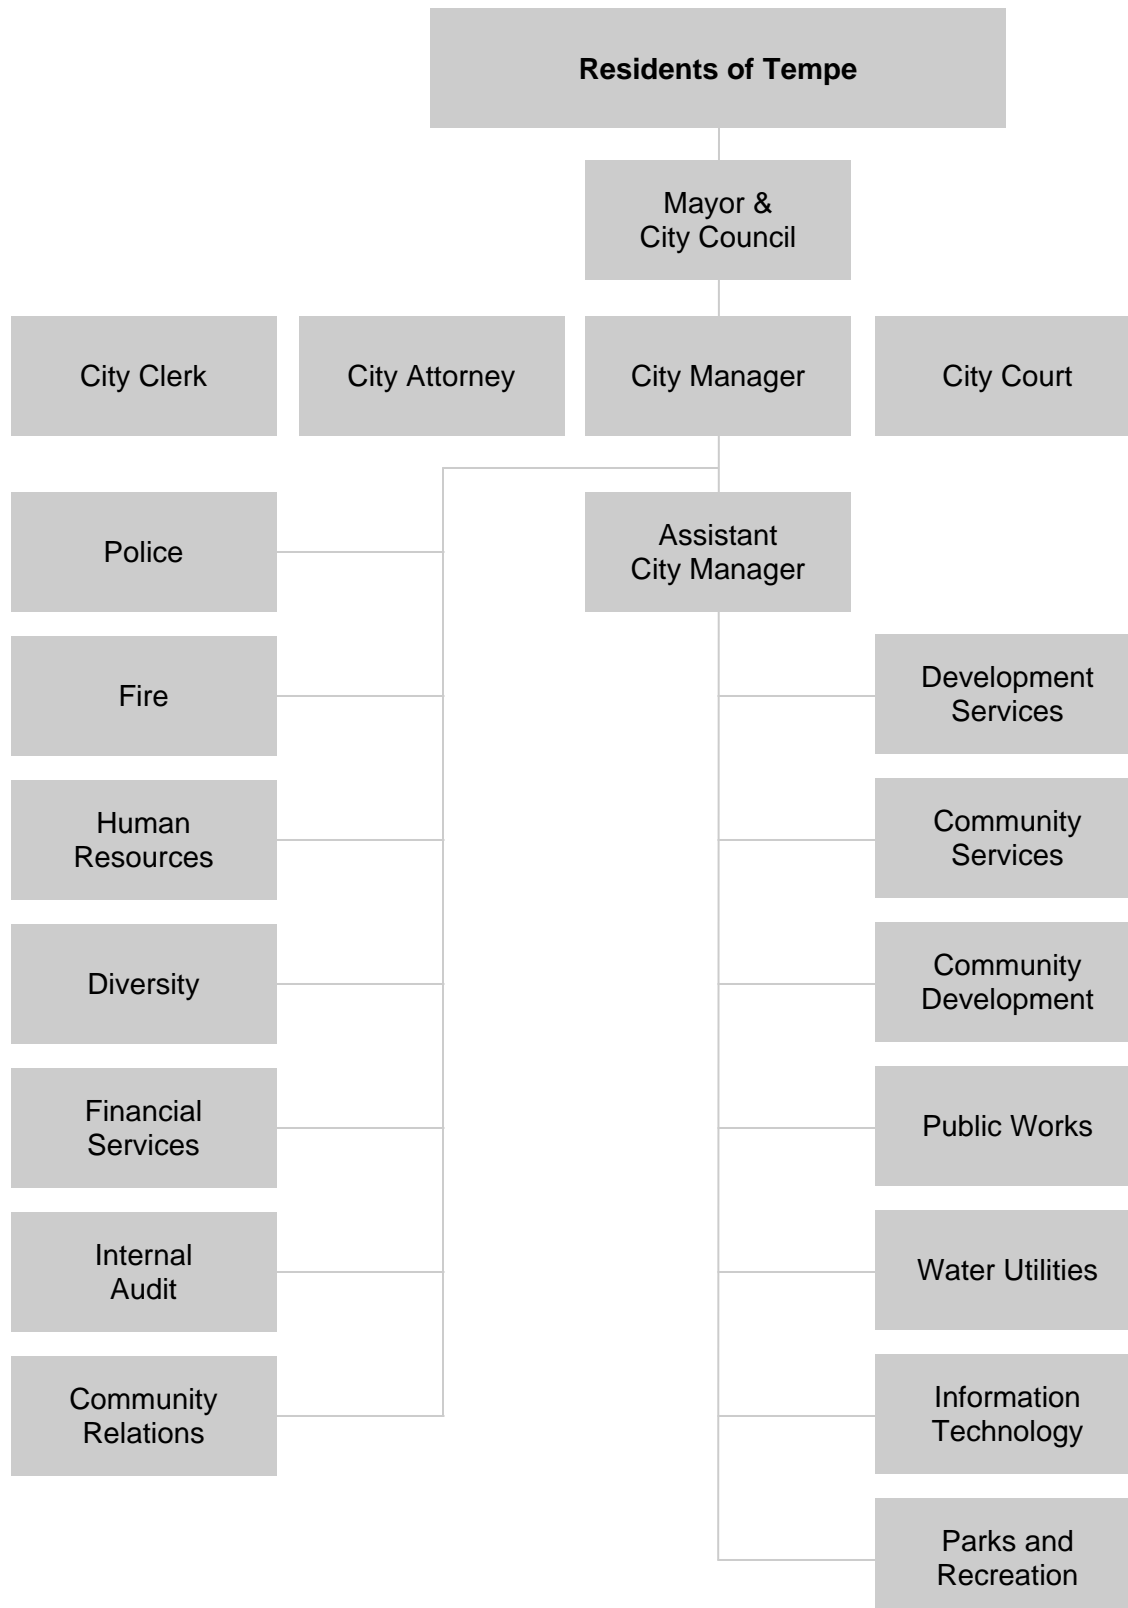 Residents of Tempe
Mayor &
City Council
City Clerk
City Attorney
City Manager
City Court
Police
Assistant
City Manager
Fire
Development
Services
Human
Resources
Community
Services
Diversity
Community
Development
Financial
Services
Public Works
Internal
Audit
Water Utilities
Community
Relations
Information
Technology
Parks and
Recreation